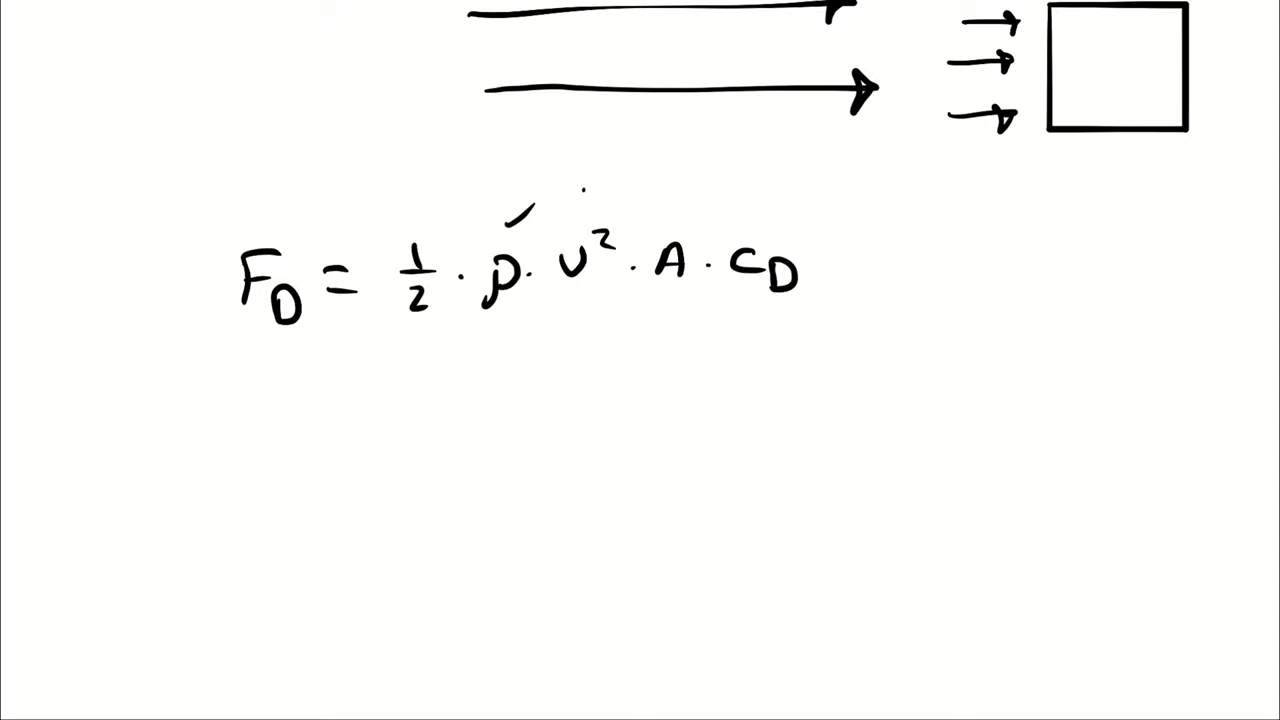 F_D = 1/2 · ρ · v² · A · C_D